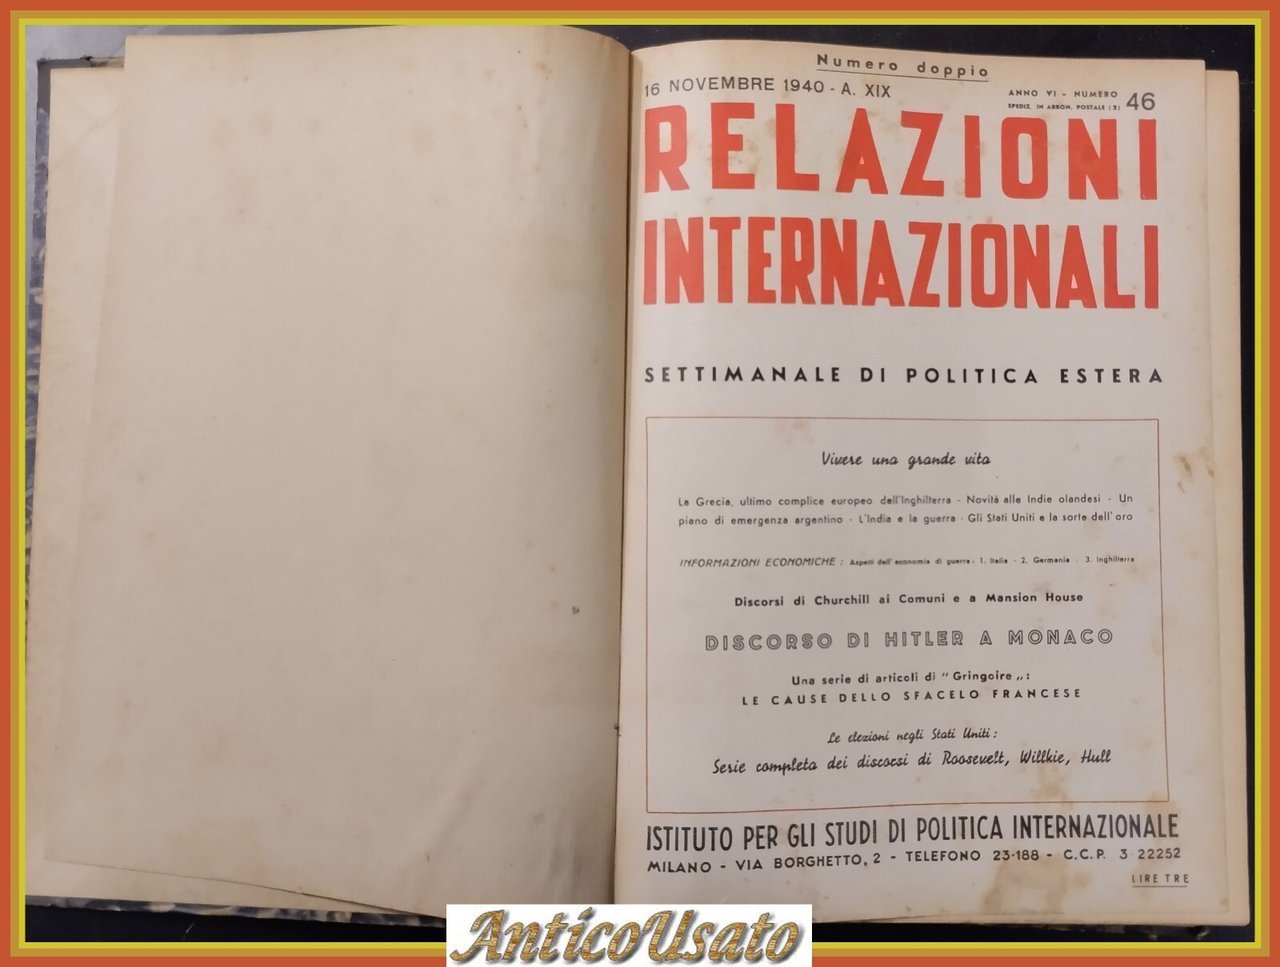 Numero doppio
16 NOVEMBRE 1940 - A. XIX
ANNO VI - NUMERO 46
SPEDIZ. IN ABBON. POSTALE (2)
RELAZIONI
INTERNAZIONALI
SETTIMANALE DI POLITICA ESTERA
Vivere una grande vita
La Grecia, ultimo complice europeo dell'Inghilterra - Novità alle Indie olandesi - Un
piano di emergenza argentino - L'India e la guerra - Gli Stati Uniti e la sorte dell'oro
INFORMAZIONI ECONOMICHE : Aspetti dell'economia di guerra: 1. Italia - 2. Germania - 3. Inghilterra
Discorsi di Churchill ai Comuni e a Mansion House
DISCORSO DI HITLER A MONACO
Una serie di articoli di "Gringoire„:
LE CAUSE DELLO SFACELO FRANCESE
Le elezioni negli Stati Uniti:
Serie completa dei discorsi di Roosevelt, Willkie, Hull
ISTITUTO PER GLI STUDI DI POLITICA INTERNAZIONALE
MILANO - VIA BORGHETTO, 2 - TELEFONO 23-188 - C.C.P. 3-22252
LIRE TRE
AnticoUsato